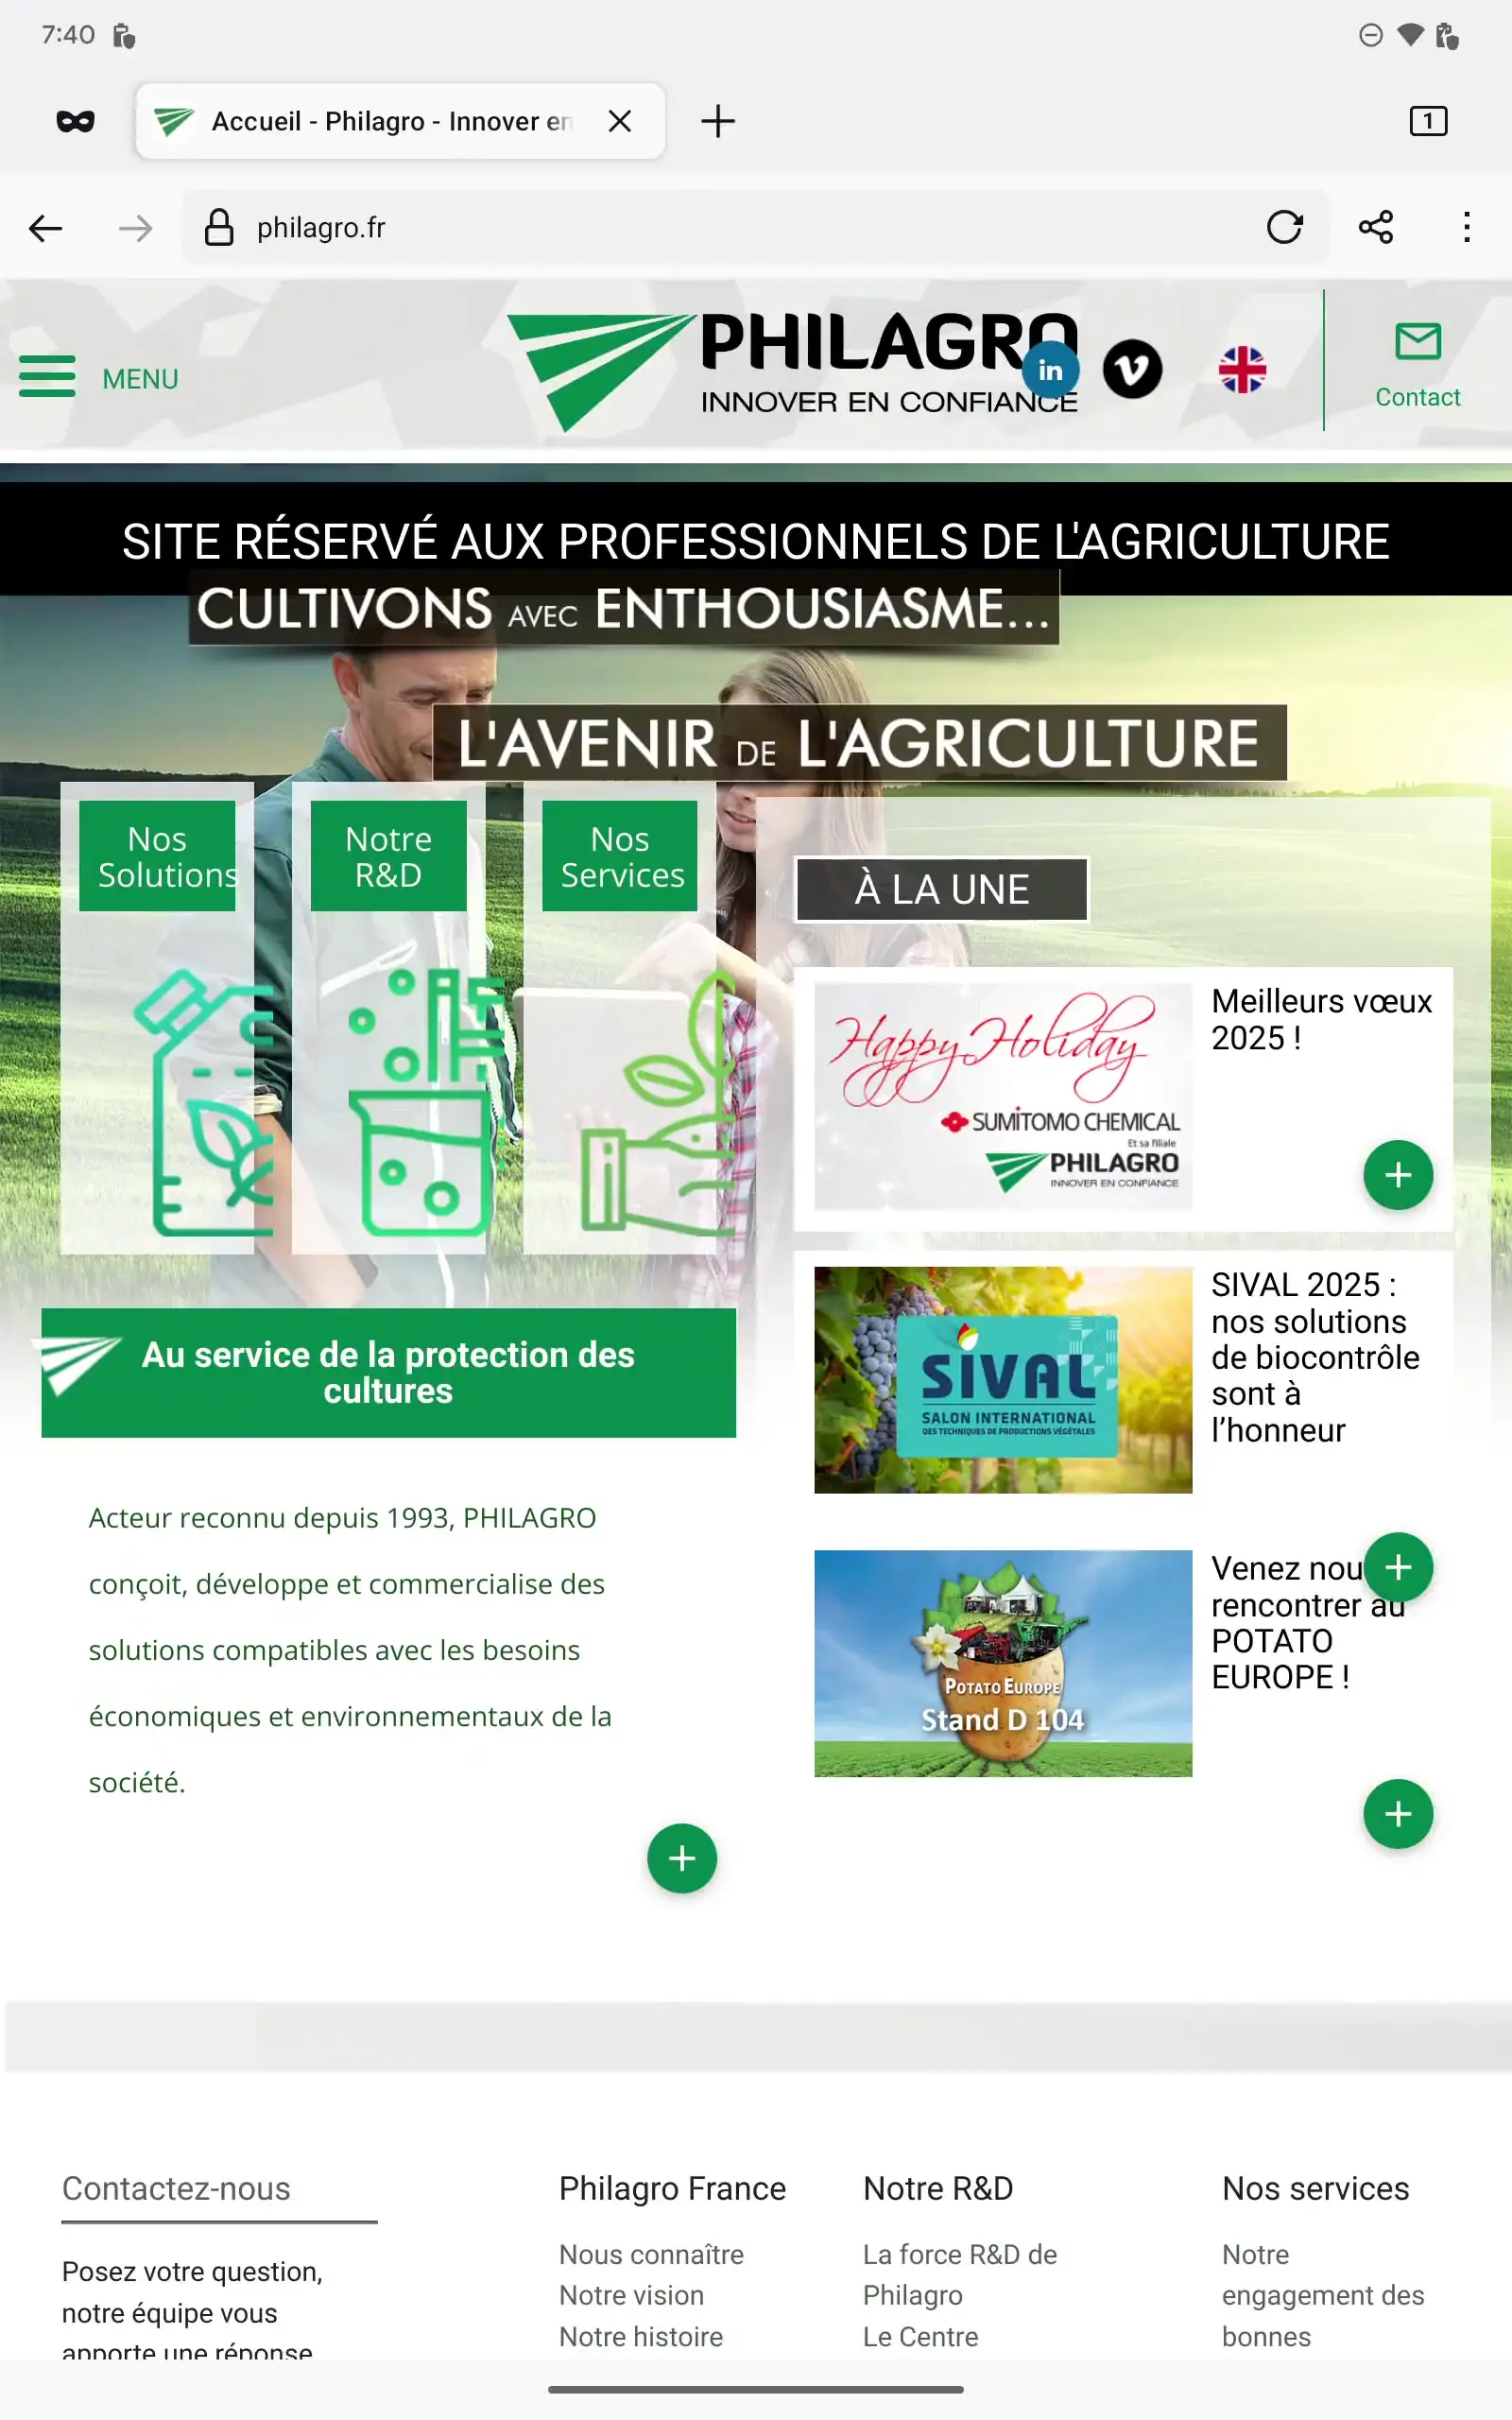 7:40
Accueil - Philagro - Innover en
1
philagro.fr
MENU
PHILAGRO
INNOVER EN CONFIANCE
in
Contact
SITE RÉSERVÉ AUX PROFESSIONNELS DE L'AGRICULTURE
CULTIVONS AVEC ENTHOUSIASME...
L'AVENIR DE L'AGRICULTURE
Nos
Solutions
Notre
R&D
Nos
Services
À LA UNE
Happy Holiday
SUMITOMO CHEMICAL
Et sa filiale
PHILAGRO
INNOVER EN CONFIANCE
Meilleurs vœux
2025 !
SIVAL
SALON INTERNATIONAL
DES TECHNIQUES DE PRODUCTIONS VÉGÉTALES
SIVAL 2025 :
nos solutions
de biocontrôle
sont à
l’honneur
Au service de la protection des
cultures
Acteur reconnu depuis 1993, PHILAGRO
conçoit, développe et commercialise des
solutions compatibles avec les besoins
économiques et environnementaux de la
société.
POTATO EUROPE
Stand D 104
Venez nou
rencontrer au
POTATO
EUROPE !
Contactez-nous
Posez votre question,
notre équipe vous
apporte une réponse
Philagro France
Nous connaître
Notre vision
Notre histoire
Notre R&D
La force R&D de
Philagro
Le Centre
Nos services
Notre
engagement des
bonnes